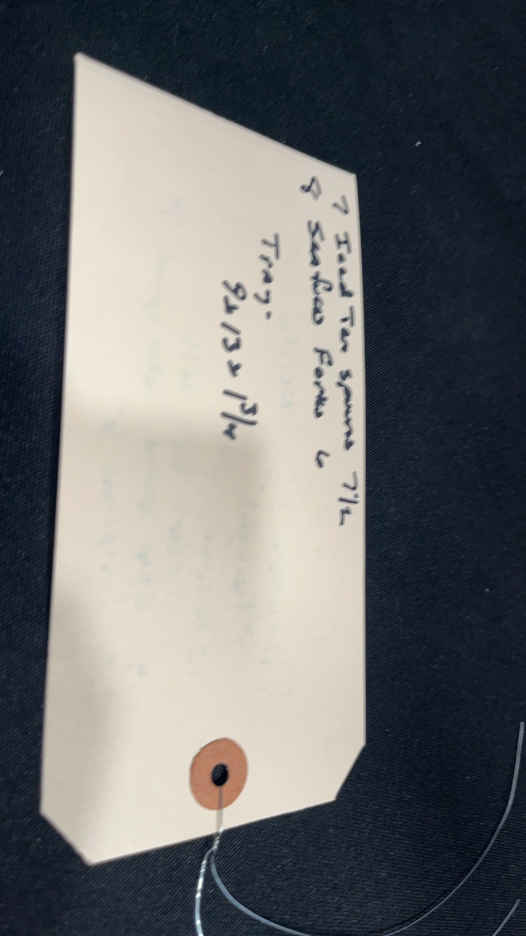 7 Iced Tea spoons 7 1/2
8 Seafood Forks 6
Tray-
9 x 13 x 1 3/4